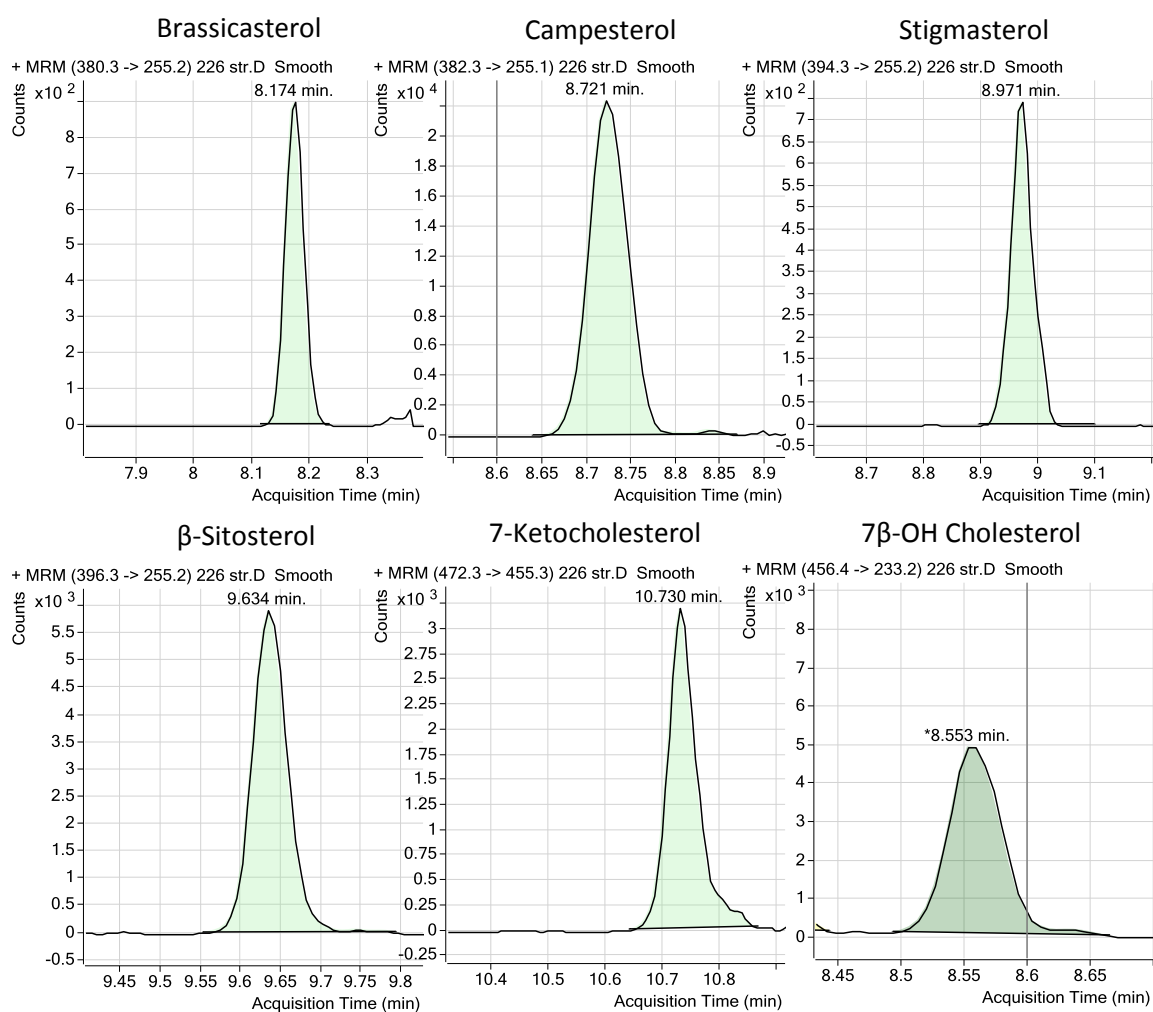 Brassicasterol
+ MRM (380.3 -> 255.2) 226 str.D Smooth
Counts
x10 2
8.174 min.
8
7
6
5
4
3
2
1
0
7.9 8 8.1 8.2 8.3
Acquisition Time (min)
Campesterol
+ MRM (382.3 -> 255.1) 226 str.D Smooth
Counts
x10 4
8.721 min.
2
1.8
1.6
1.4
1.2
1
0.8
0.6
0.4
0.2
0
8.6 8.65 8.7 8.75 8.8 8.85 8.9
Acquisition Time (min)
Stigmasterol
+ MRM (394.3 -> 255.2) 226 str.D Smooth
Counts
x10 2
8.971 min.
7
6.5
6
5.5
5
4.5
4
3.5
3
2.5
2
1.5
1
0.5
0
-0.5
8.7 8.8 8.9 9 9.1
Acquisition Time (min)
β-Sitosterol
+ MRM (396.3 -> 255.2) 226 str.D Smooth
Counts
x10 3
9.634 min.
5.5
5
4.5
4
3.5
3
2.5
2
1.5
1
0.5
0
-0.5
9.45 9.5 9.55 9.6 9.65 9.7 9.75 9.8
Acquisition Time (min)
7-Ketocholesterol
+ MRM (472.3 -> 455.3) 226 str.D Smooth
Counts
x10 3
10.730 min.
3
2.75
2.5
2.25
2
1.75
1.5
1.25
1
0.75
0.5
0.25
0
-0.25
10.4 10.5 10.6 10.7 10.8
Acquisition Time (min)
7β-OH Cholesterol
+ MRM (456.4 -> 233.2) 226 str.D Smooth
Counts
x10 3
*8.553 min.
8
7
6
5
4
3
2
1
0
8.45 8.5 8.55 8.6 8.65
Acquisition Time (min)